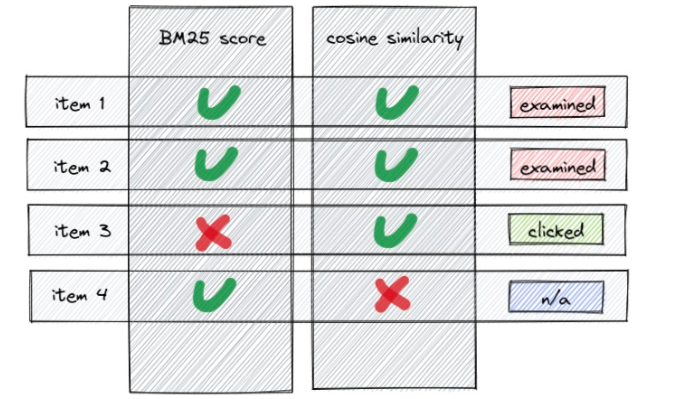 BM25 score cosine similarity
item 1 examined
item 2 examined
item 3 clicked
item 4 n/a